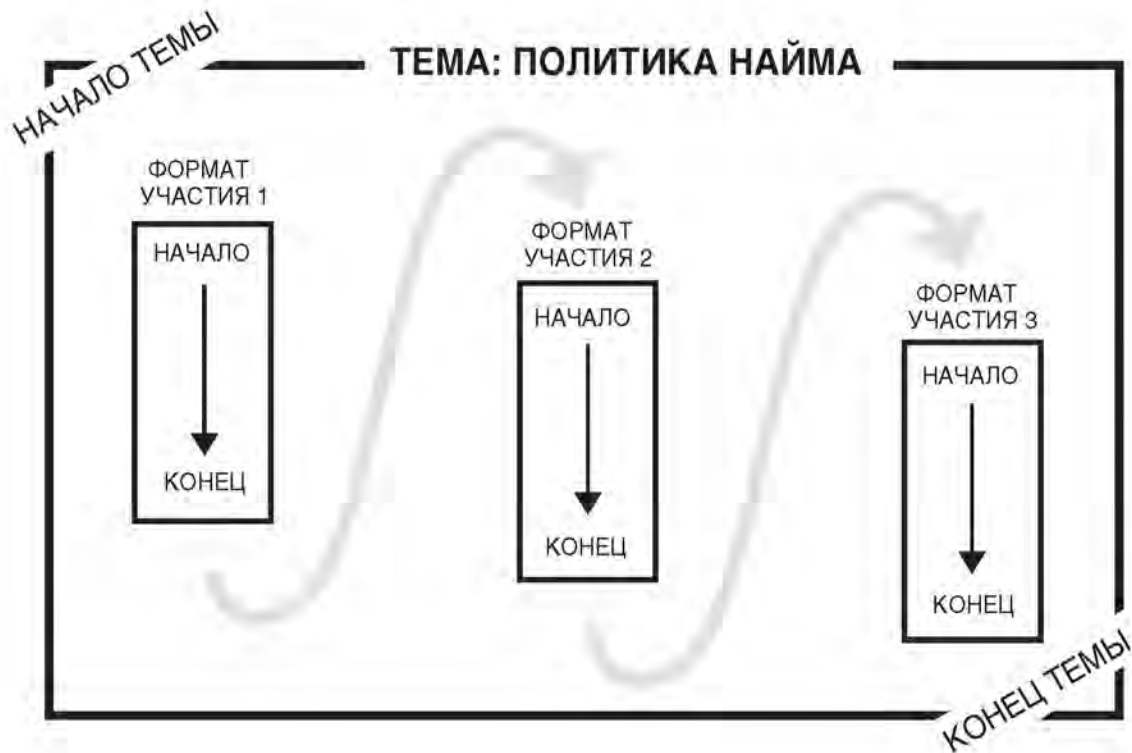 НАЧАЛО ТЕМЫ
ТЕМА: ПОЛИТИКА НАЙМА
ФОРМАТ
УЧАСТИЯ 1
НАЧАЛО
КОНЕЦ
ФОРМАТ
УЧАСТИЯ 2
НАЧАЛО
КОНЕЦ
ФОРМАТ
УЧАСТИЯ 3
НАЧАЛО
КОНЕЦ
КОНЕЦ ТЕМЫ